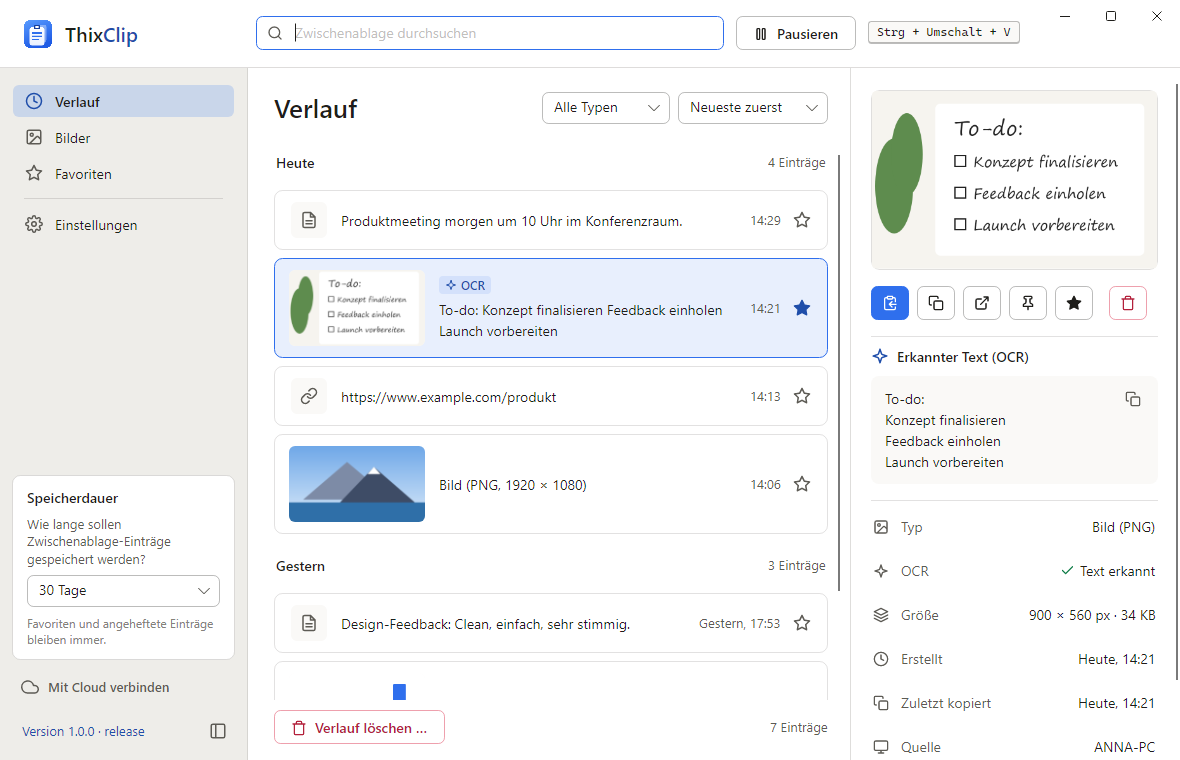 ThixClip
Zwischenablage durchsuchen
Pausieren
Strg + Umschalt + V
Verlauf
Bilder
Favoriten
Einstellungen
Speicherdauer
Wie lange sollen
Zwischenablage-Einträge
gespeichert werden?
30 Tage
Favoriten und angeheftete Einträge
bleiben immer.
Mit Cloud verbinden
Version 1.0.0 · release
Verlauf
Alle Typen
Neueste zuerst
Heute
4 Einträge
Produktmeeting morgen um 10 Uhr im Konferenzraum.
14:29
To-do:
Konzept finalisieren
Feedback einholen
Launch vorbereiten
OCR
To-do: Konzept finalisieren Feedback einholen
Launch vorbereiten
14:21
https://www.example.com/produkt
14:13
Bild (PNG, 1920 × 1080)
14:06
Gestern
3 Einträge
Design-Feedback: Clean, einfach, sehr stimmig.
Gestern, 17:53
Verlauf löschen ...
7 Einträge
To-do:
Konzept finalisieren
Feedback einholen
Launch vorbereiten
Erkannter Text (OCR)
To-do:
Konzept finalisieren
Feedback einholen
Launch vorbereiten
Typ
Bild (PNG)
OCR
Text erkannt
Größe
900 × 560 px · 34 KB
Erstellt
Heute, 14:21
Zuletzt kopiert
Heute, 14:21
Quelle
ANNA-PC